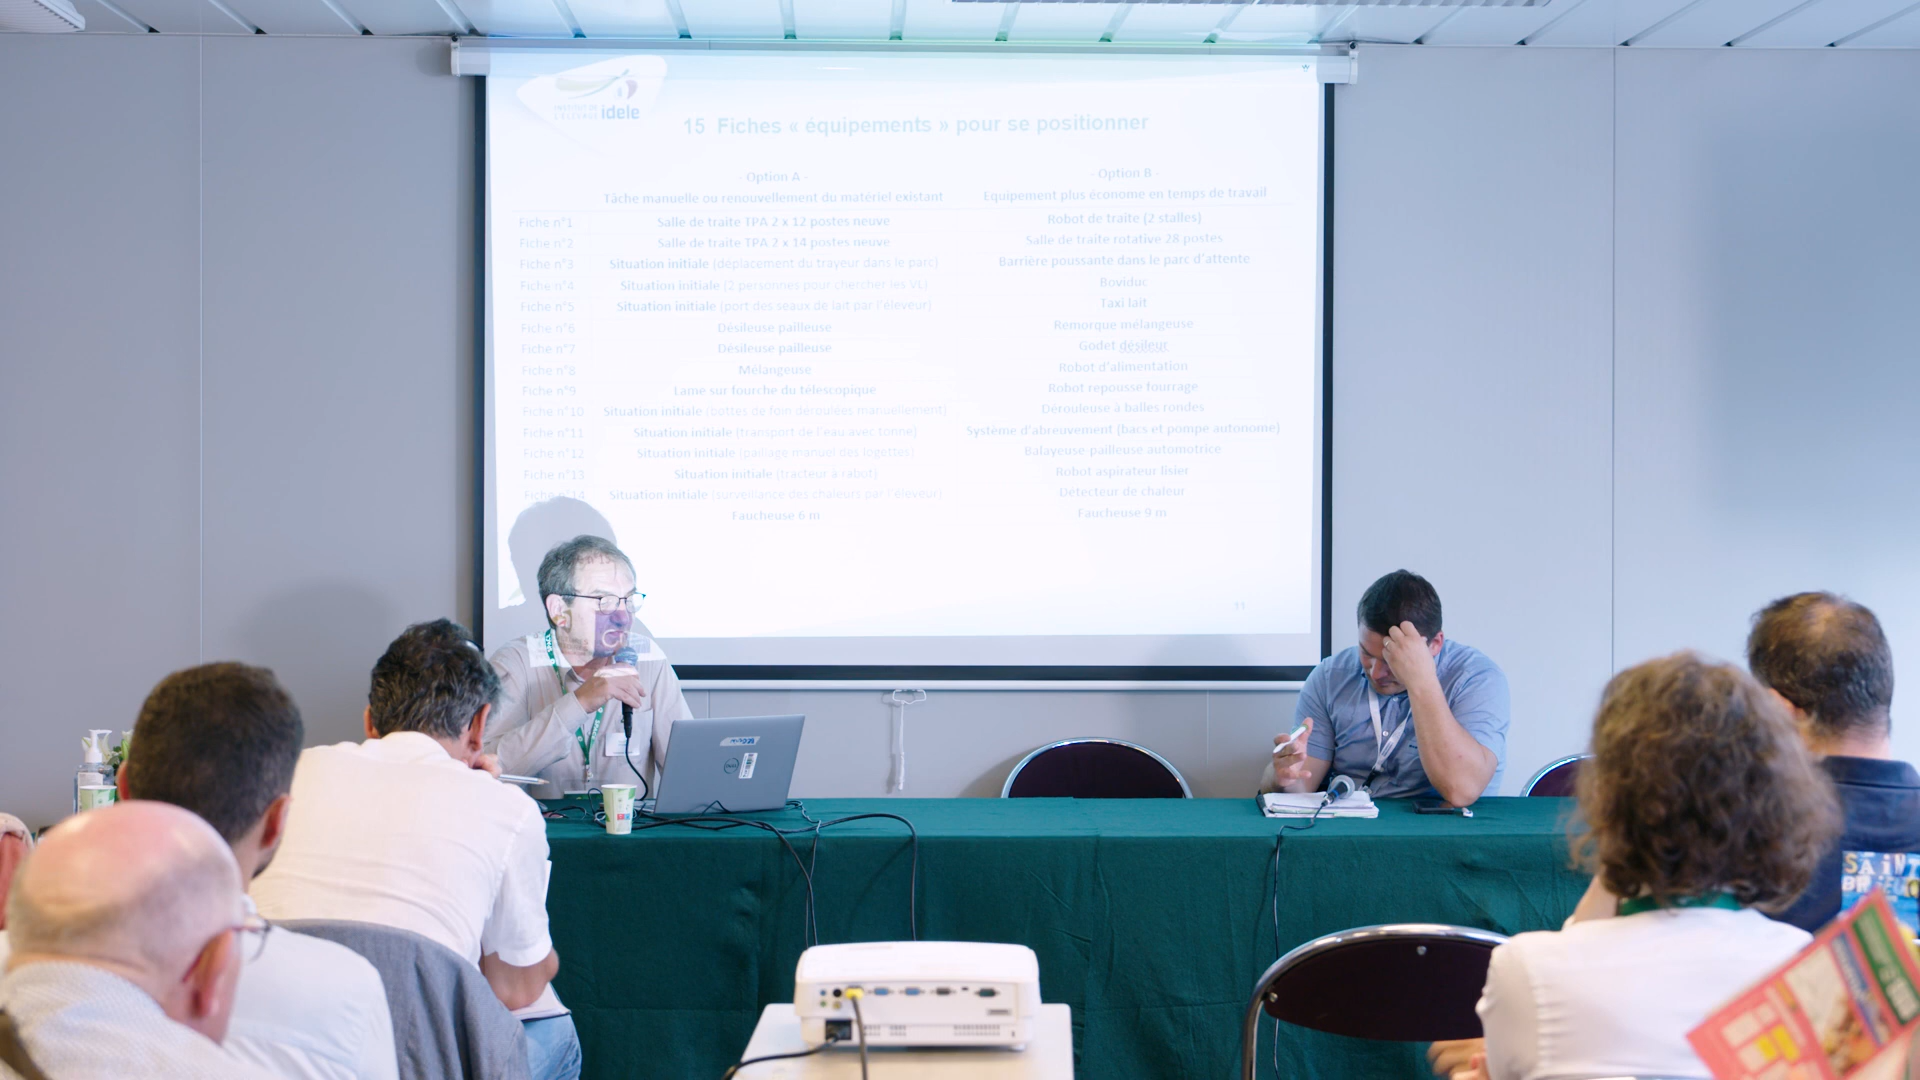 INSTITUT DE
L'ELEVAGE idele
15 Fiches « équipements » pour se positionner
- Option A - - Option B -
Tâche manuelle ou renouvellement du matériel existant Equipement plus économe en temps de travail
Fiche n°1 Salle de traite TPA 2 x 12 postes neuve Robot de traite (2 stalles)
Fiche n°2 Salle de traite TPA 2 x 14 postes neuve Salle de traite rotative 28 postes
Fiche n°3 Situation initiale (déplacement du trayeur dans le parc) Barrière poussante dans le parc d'attente
Fiche n°4 Situation initiale (2 personnes pour chercher les VL) Boviduc
Fiche n°5 Situation initiale (port des seaux de lait par l'éleveur) Taxi lait
Fiche n°6 Désileuse pailleuse Remorque mélangeuse
Fiche n°7 Désileuse pailleuse Godet désileur
Fiche n°8 Mélangeuse Robot d'alimentation
Fiche n°9 Lame sur fourche du télescopique Robot repousse fourrage
Fiche n°10 Situation initiale (bottes de foin déroulées manuellement) Dérouleuse à balles rondes
Fiche n°11 Situation initiale (transport de l'eau avec tonne) Système d'abreuvement (bacs et pompe autonome)
Fiche n°12 Situation initiale (paillage manuel des logettes) Balayeuse-pailleuse automotrice
Fiche n°13 Situation initiale (tracteur à rabot) Robot aspirateur lisier
Fiche n°14 Situation initiale (surveillance des chaleurs par l'éleveur) Détecteur de chaleur
Faucheuse 6 m Faucheuse 9 m
11
SPACE
DELL
SAINT